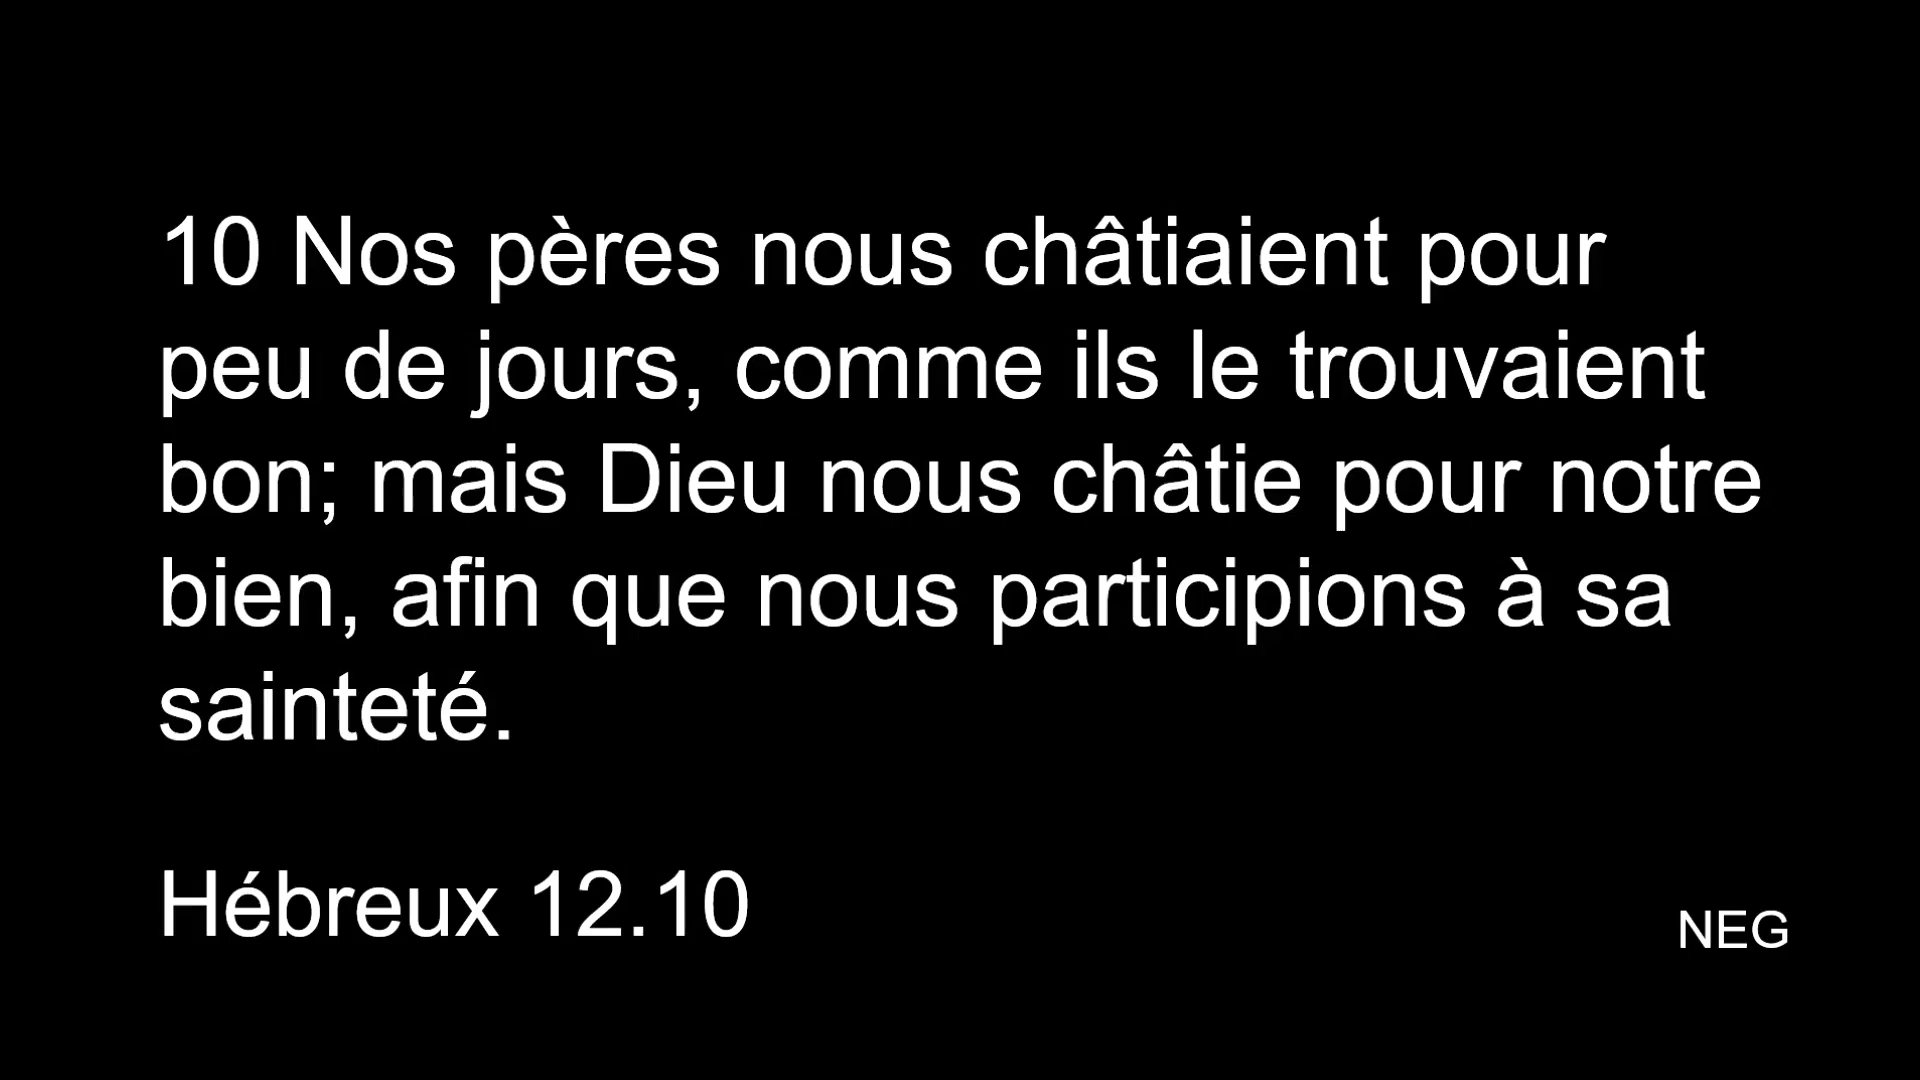 10 Nos pères nous châtiaient pour
peu de jours, comme ils le trouvaient
bon; mais Dieu nous châtie pour notre
bien, afin que nous participions à sa
sainteté.
Hébreux 12.10
NEG